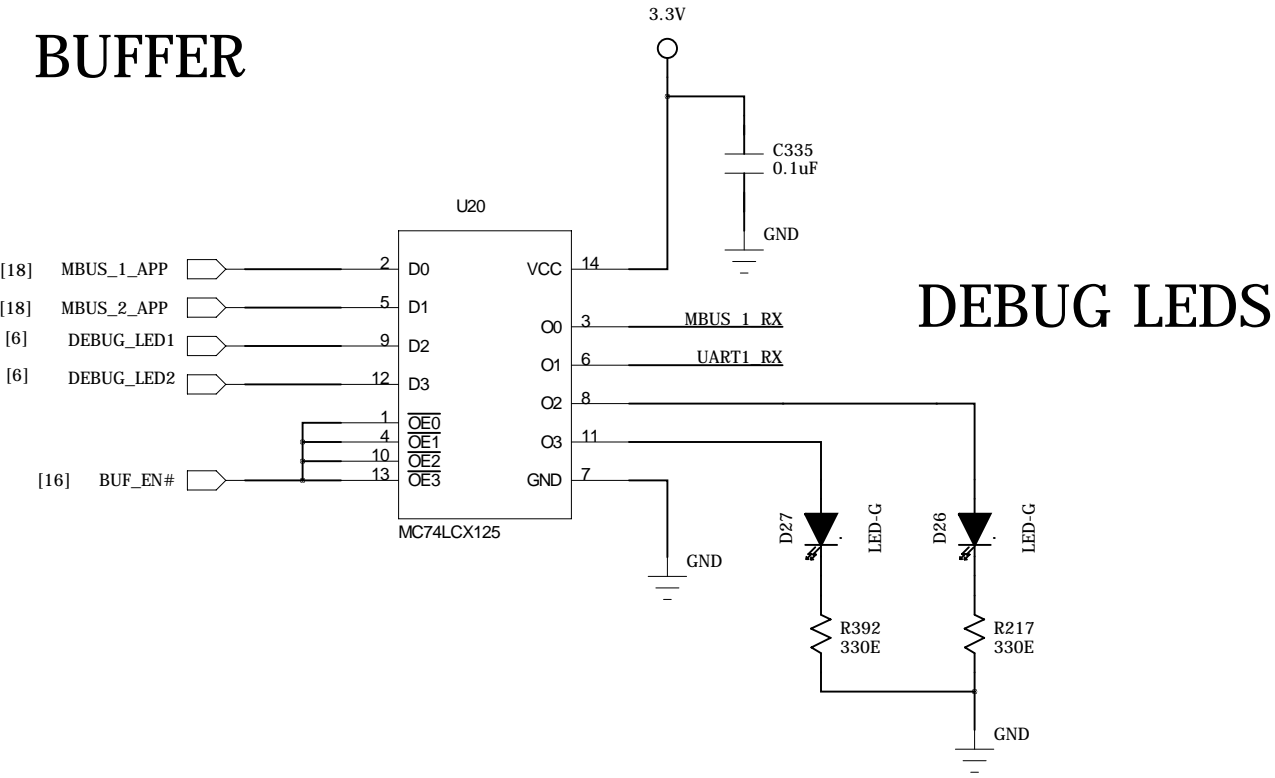 BUFFER
3.3V
C335
0.1uF
GND
U20
[18] MBUS_1_APP 2 D0 VCC 14
[18] MBUS_2_APP 5 D1
DEBUG LEDS
O0 3 MBUS_1_RX
[6] DEBUG_LED1 9 D2
O1 6 UART1_RX
[6] DEBUG_LED2 12 D3
O2 8
1 OE0
4 OE1
O3 11
10 OE2
[16] BUF_EN# 13 OE3 GND 7
MC74LCX125
GND
D27
LED-G
D26
LED-G
R392
330E
R217
330E
GND